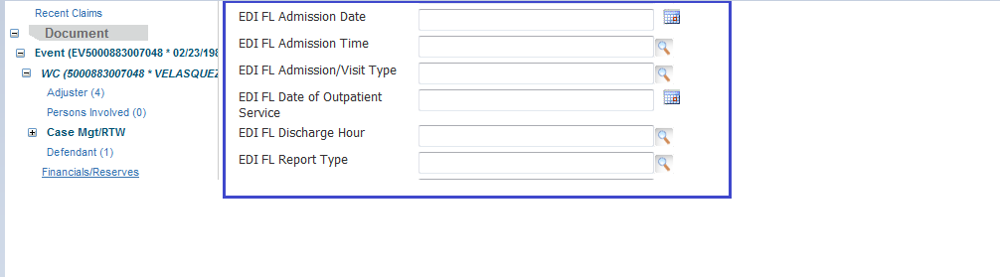 Recent Claims
Document
Event (EV5000883007048 * 02/23/198
WC (5000883007048 * VELASQUEZ
Adjuster (4)
Persons Involved (0)
Case Mgt/RTW
Defendant (1)
Financials/Reserves
EDI FL Admission Date
EDI FL Admission Time
EDI FL Admission/Visit Type
EDI FL Date of Outpatient
Service
EDI FL Discharge Hour
EDI FL Report Type